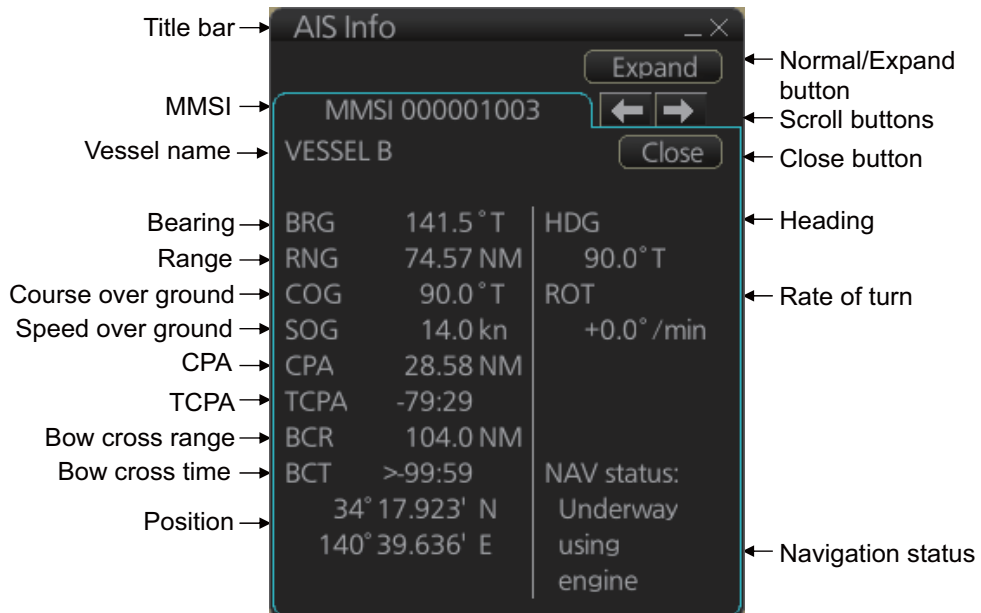 Title bar
AIS Info
Expand
Normal/Expand
button
MMSI
MMSI 000001003
Scroll buttons
Vessel name
VESSEL B
Close
Close button
Bearing
BRG 141.5°T
HDG
Heading
Range
RNG 74.57 NM
90.0°T
Course over ground
COG 90.0°T
ROT
Rate of turn
Speed over ground
SOG 14.0 kn
+0.0°/min
CPA
CPA 28.58 NM
TCPA
TCPA -79:29
Bow cross range
BCR 104.0 NM
Bow cross time
BCT >-99:59
NAV status:
Position
34° 17.923' N
140° 39.636' E
Underway
using
engine
Navigation status